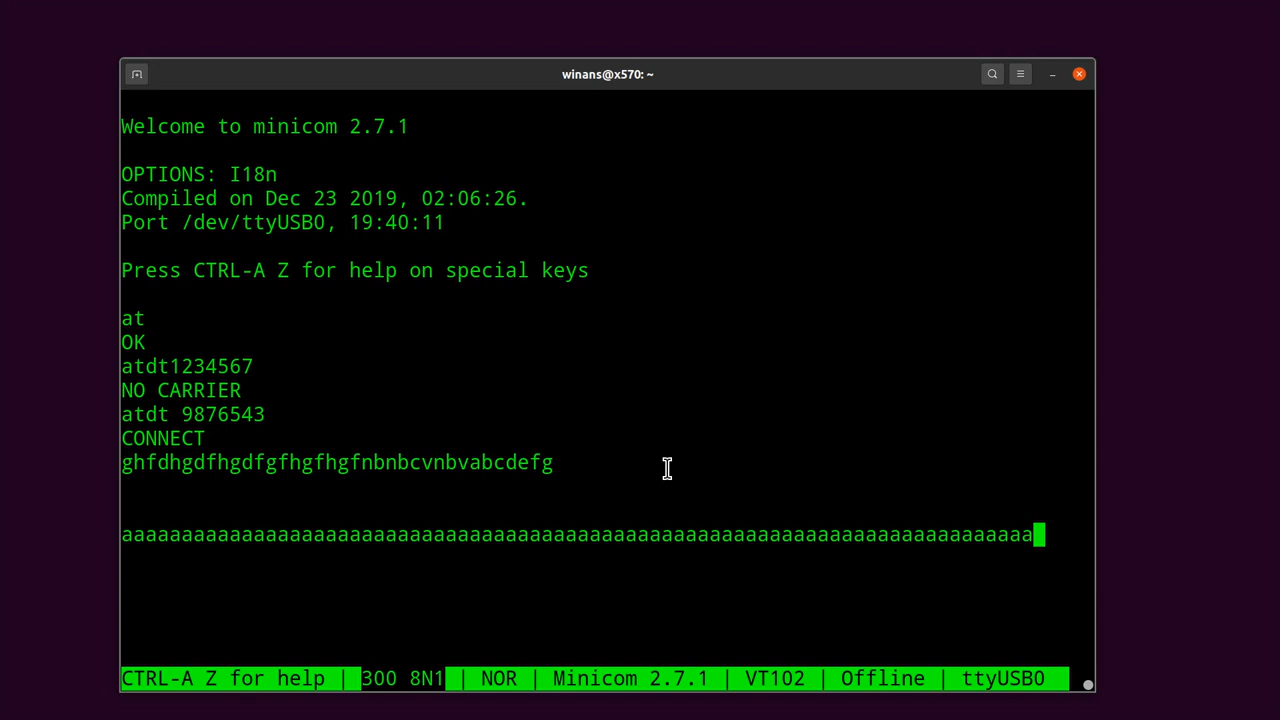 winans@x570: ~
Welcome to minicom 2.7.1
OPTIONS: I18n
Compiled on Dec 23 2019, 02:06:26.
Port /dev/ttyUSB0, 19:40:11
Press CTRL-A Z for help on special keys
at
OK
atdt1234567
NO CARRIER
atdt 9876543
CONNECT
ghfdhgdfhgdfgfhgfhgfnbnbcvnbvabcdefg
aaaaaaaaaaaaaaaaaaaaaaaaaaaaaaaaaaaaaaaaaaaaaaaaaaaaaaaaaaaaaaaaaaaaaaaaaaaa
CTRL-A Z for help | 300 8N1 | NOR | Minicom 2.7.1 | VT102 | Offline | ttyUSB0